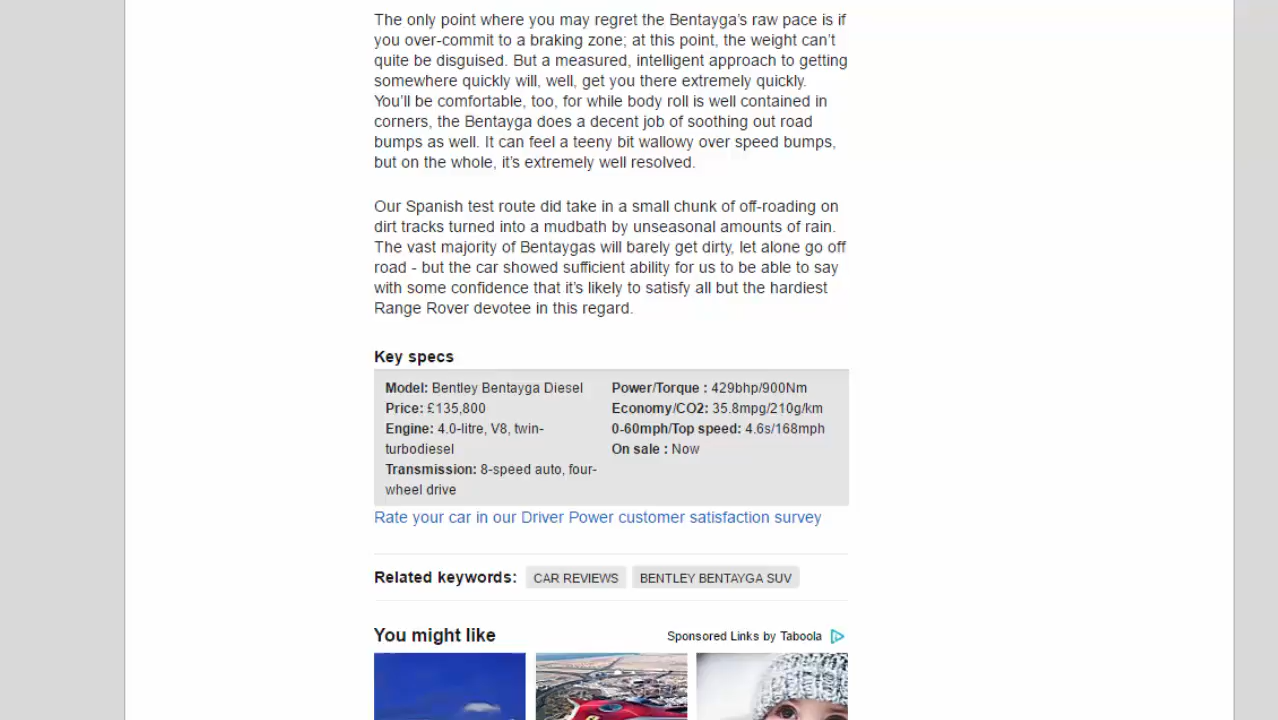 The only point where you may regret the Bentayga’s raw pace is if
you over-commit to a braking zone; at this point, the weight can’t
quite be disguised. But a measured, intelligent approach to getting
somewhere quickly will, well, get you there extremely quickly.
You’ll be comfortable, too, for while body roll is well contained in
corners, the Bentayga does a decent job of soothing out road
bumps as well. It can feel a teeny bit wallowy over speed bumps,
but on the whole, it’s extremely well resolved.
Our Spanish test route did take in a small chunk of off-roading on
dirt tracks turned into a mudbath by unseasonal amounts of rain.
The vast majority of Bentaygas will barely get dirty, let alone go off
road - but the car showed sufficient ability for us to be able to say
with some confidence that it’s likely to satisfy all but the hardiest
Range Rover devotee in this regard.
Key specs
Model: Bentley Bentayga Diesel
Price: £135,800
Engine: 4.0-litre, V8, twin-
turbodiesel
Transmission: 8-speed auto, four-
wheel drive
Power/Torque : 429bhp/900Nm
Economy/CO2: 35.8mpg/210g/km
0-60mph/Top speed: 4.6s/168mph
On sale : Now
Rate your car in our Driver Power customer satisfaction survey
Related keywords: CAR REVIEWS BENTLEY BENTAYGA SUV
You might like Sponsored Links by Taboola